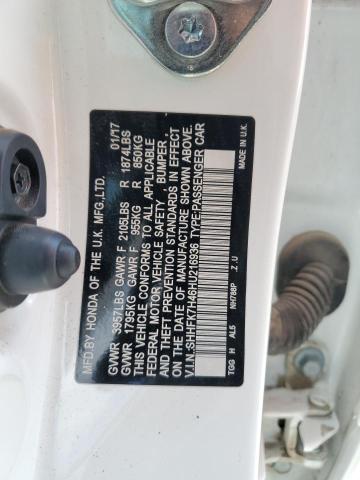 MFD.BY HONDA OF THE U.K. MFG.,LTD. 01/17
GVWR 3957LBS GAWR F 2105LBS R 1874LBS
GVWR 1795KG GAWR F 955KG R 850KG
THIS VEHICLE CONFORMS TO ALL APPLICABLE
FEDERAL MOTOR VEHICLE SAFETY, BUMPER,
AND THEFT PREVENTION STANDARDS IN EFFECT
ON THE DATE OF MANUFACTURE SHOWN ABOVE.
V.I.N.:SHHFK7H46HU216936 TYPE:PASSENGER CAR
NH788P Z U MADE IN U.K.
TGG H AL5